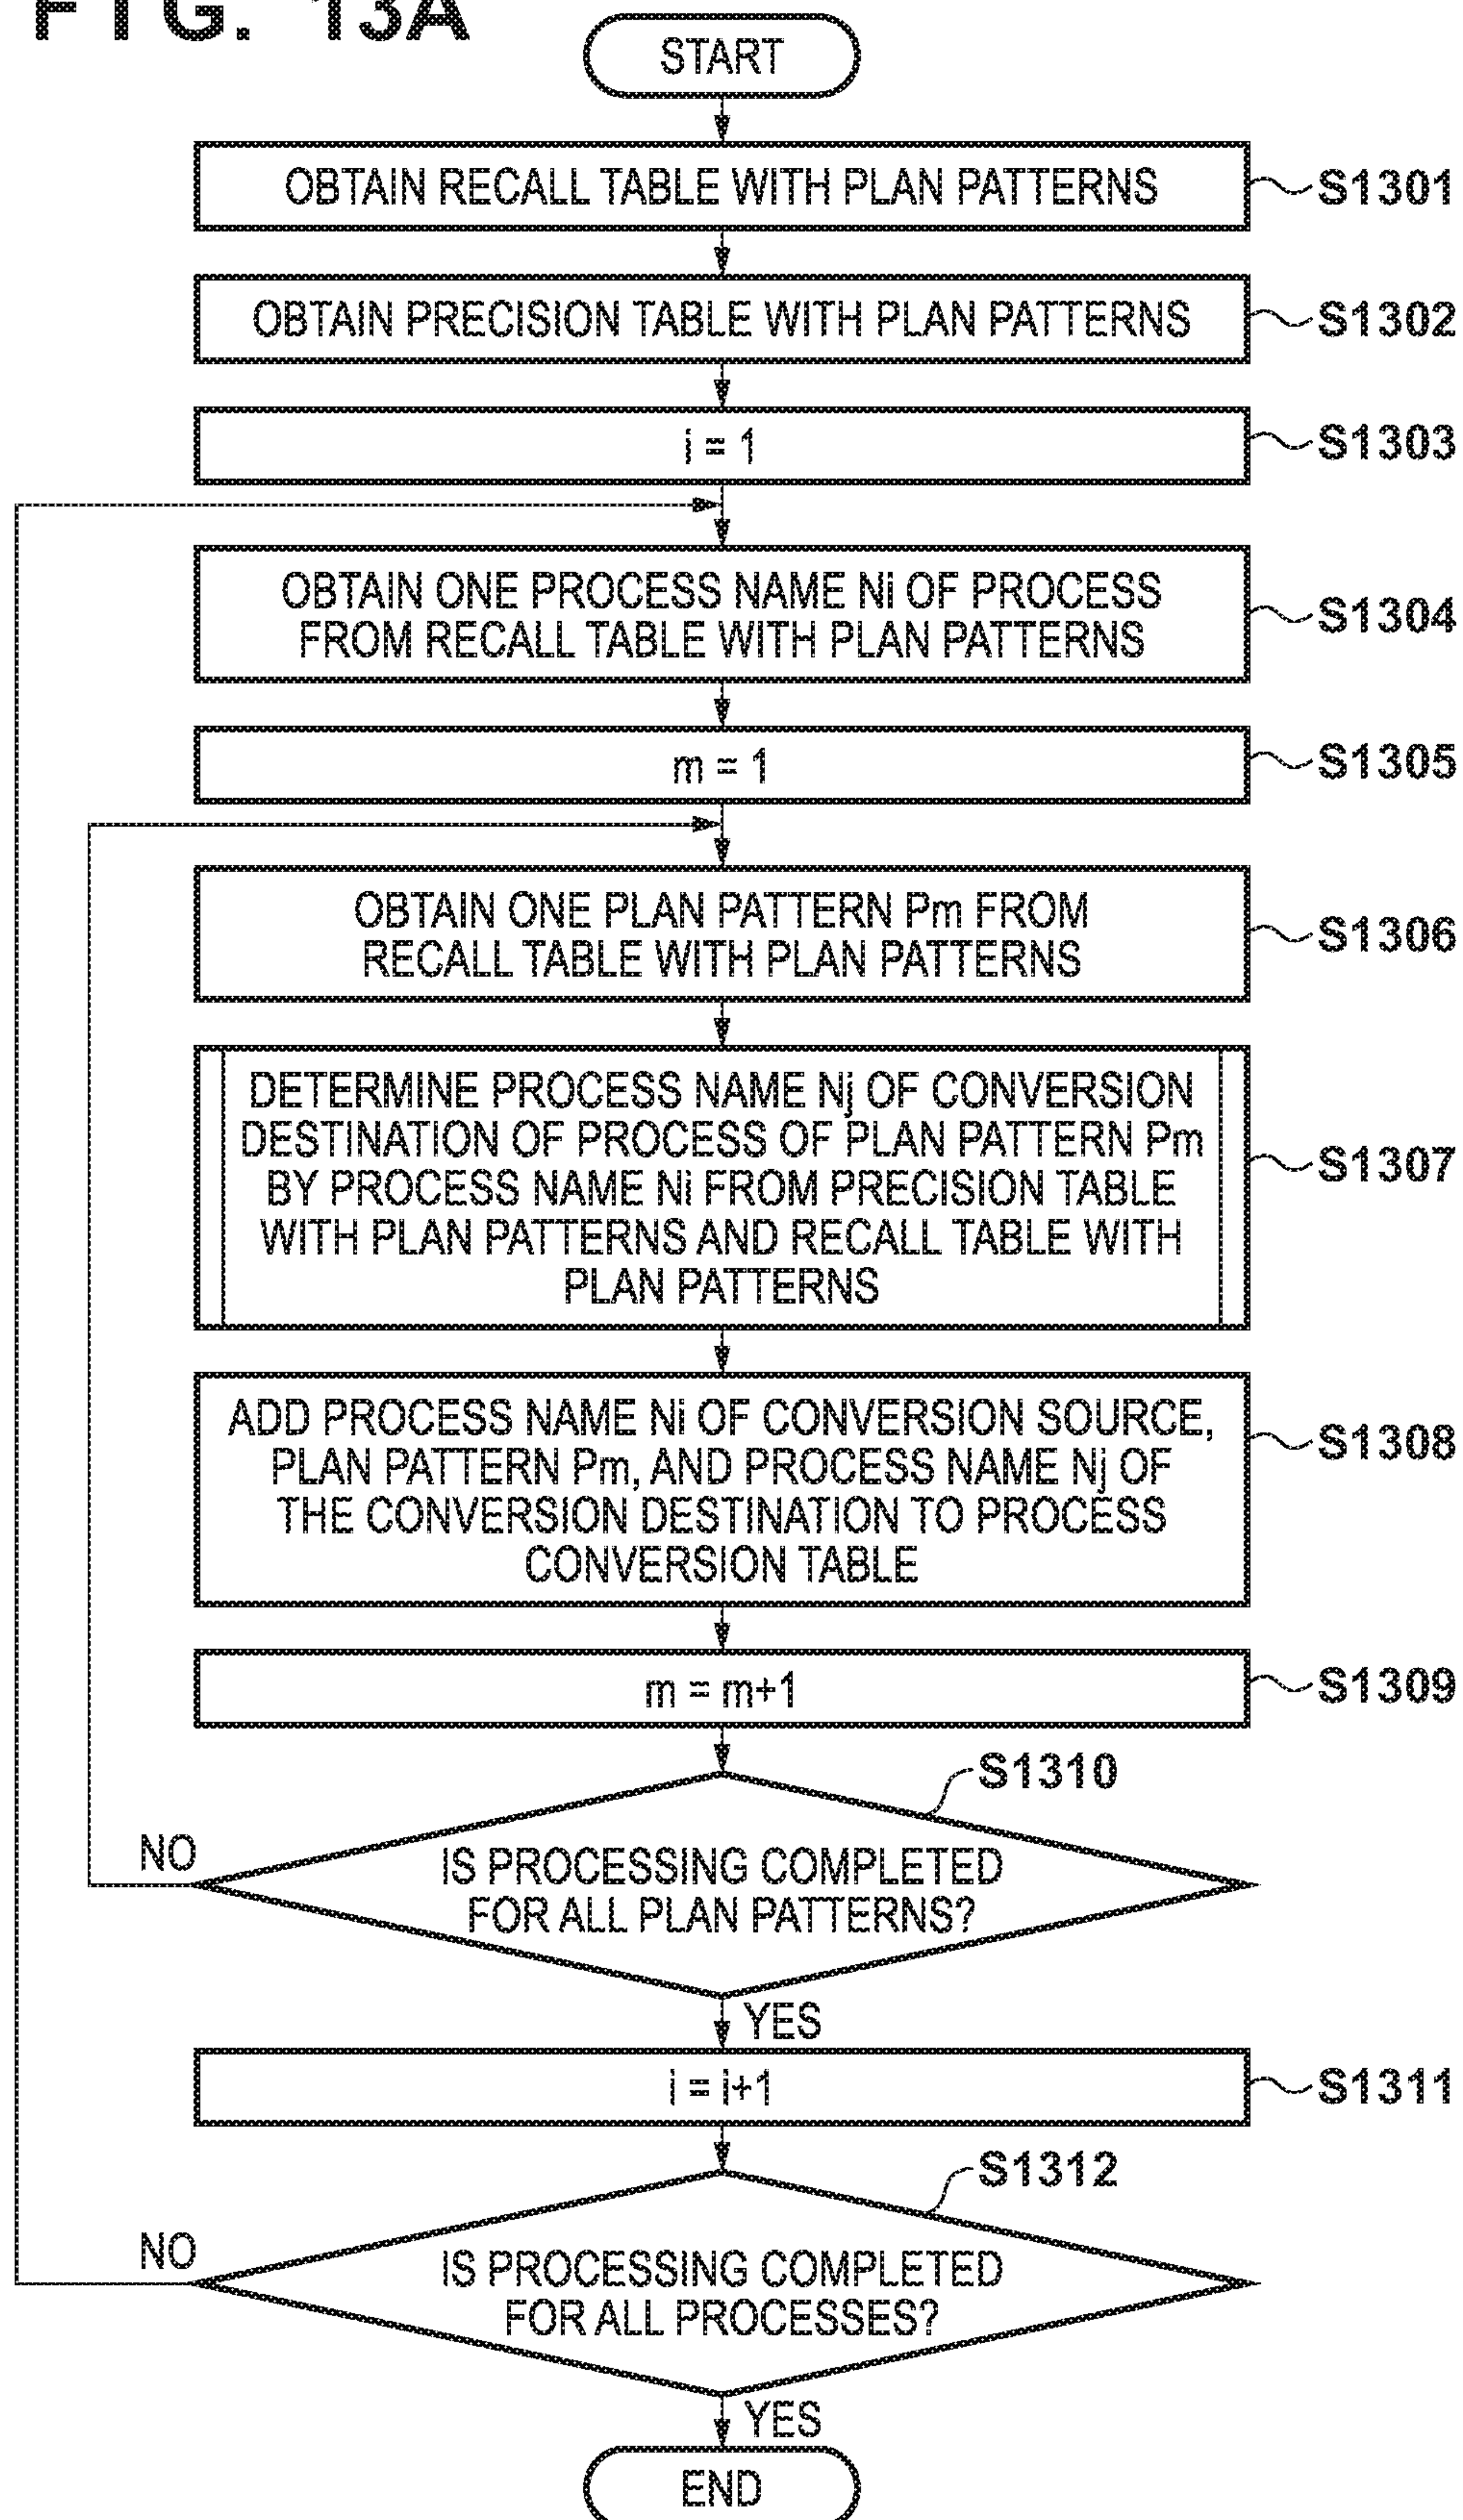 FIG. 13A
START
OBTAIN RECALL TABLE WITH PLAN PATTERNS
S1301
OBTAIN PRECISION TABLE WITH PLAN PATTERNS
S1302
i = 1
S1303
OBTAIN ONE PROCESS NAME Ni OF PROCESS
FROM RECALL TABLE WITH PLAN PATTERNS
S1304
m = 1
S1305
OBTAIN ONE PLAN PATTERN Pm FROM
RECALL TABLE WITH PLAN PATTERNS
S1306
DETERMINE PROCESS NAME Nj OF CONVERSION
DESTINATION OF PROCESS OF PLAN PATTERN Pm
BY PROCESS NAME Ni FROM PRECISION TABLE
WITH PLAN PATTERNS AND RECALL TABLE WITH
PLAN PATTERNS
S1307
ADD PROCESS NAME Ni OF CONVERSION SOURCE,
PLAN PATTERN Pm, AND PROCESS NAME Nj OF
THE CONVERSION DESTINATION TO PROCESS
CONVERSION TABLE
S1308
m = m+1
S1309
S1310
NO
IS PROCESSING COMPLETED
FOR ALL PLAN PATTERNS?
YES
i = i+1
S1311
S1312
NO
IS PROCESSING COMPLETED
FOR ALL PROCESSES?
YES
END